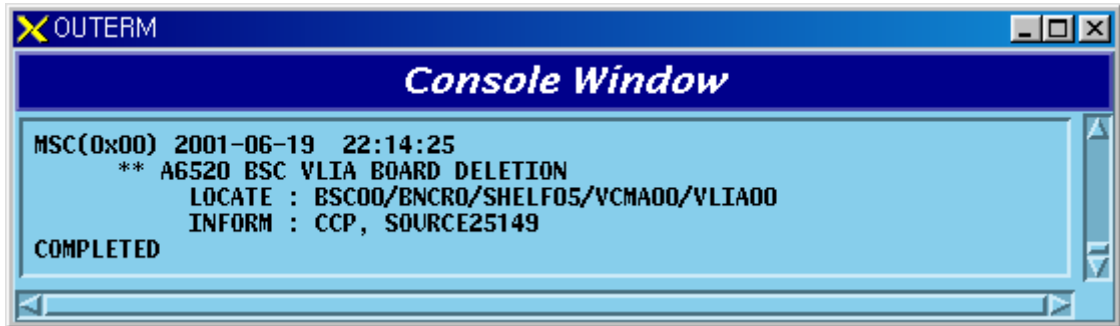 OUTERM
Console Window
MSC(0x00) 2001-06-19  22:14:25
** A6520 BSC VLIA BOARD DELETION
LOCATE : BSC00/BNCR0/SHELF05/VCMA00/VLIA00
INFORM : CCP, SOURCE25149
COMPLETED